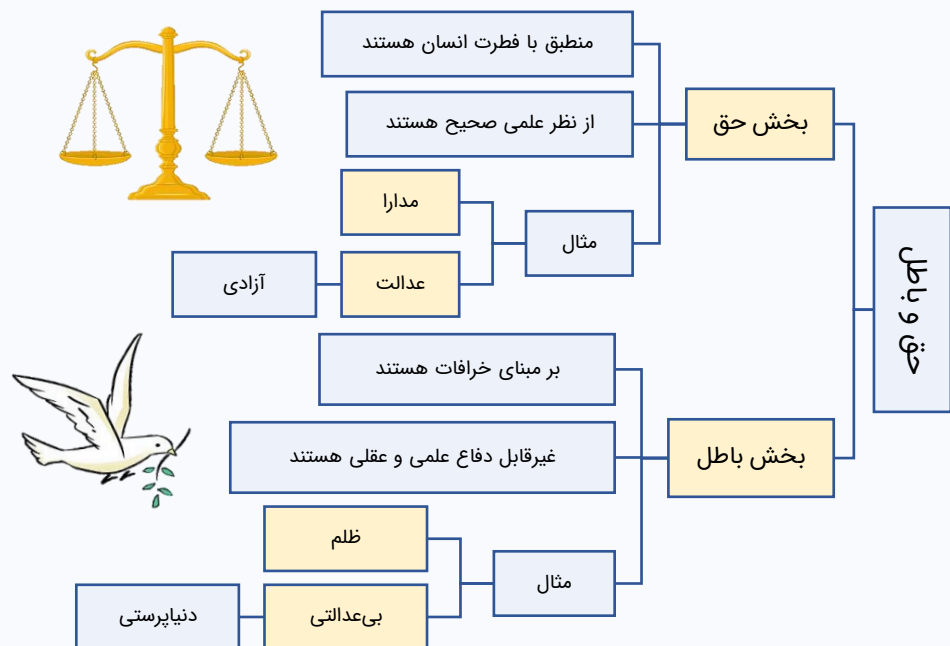 حق و باطل
بخش حق
منطبق با فطرت انسان هستند
از نظر علمی صحیح هستند
مثال
مدارا
عدالت
آزادی
بخش باطل
بر مبنای خرافات هستند
غیرقابل دفاع علمی و عقلی هستند
مثال
ظلم
بی‌عدالتی
دنیاپرستی